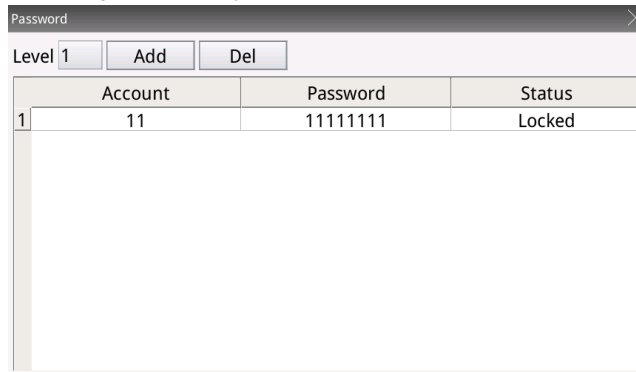 Password
Level 1 Add Del
Account Password Status
1 11 11111111 Locked